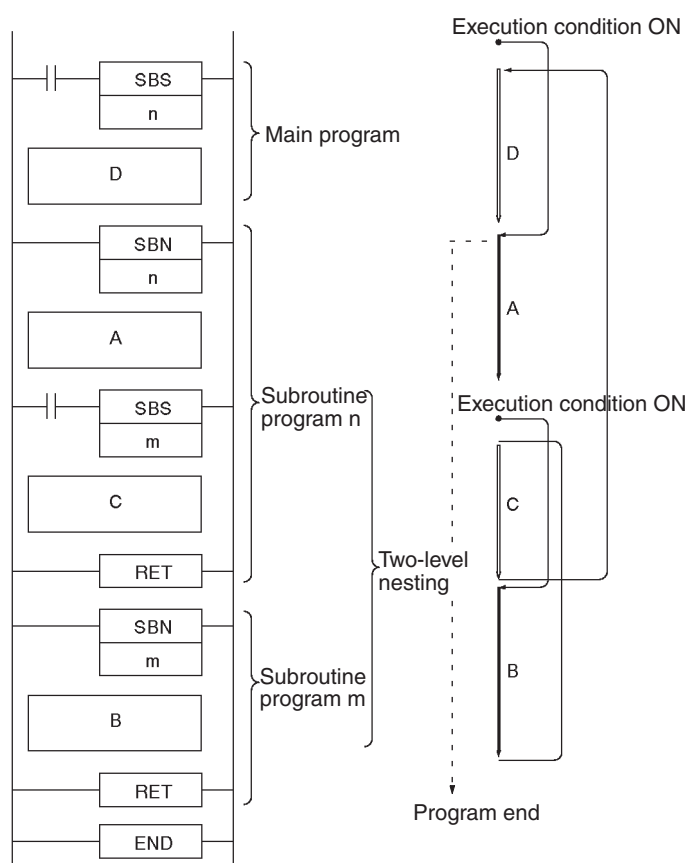 SBS
n
D
SBN
n
A
SBS
m
C
RET
SBN
m
B
RET
END
Main program
Subroutine
program n
Two-level
nesting
Subroutine
program m
Execution condition ON
D
A
Execution condition ON
C
B
Program end